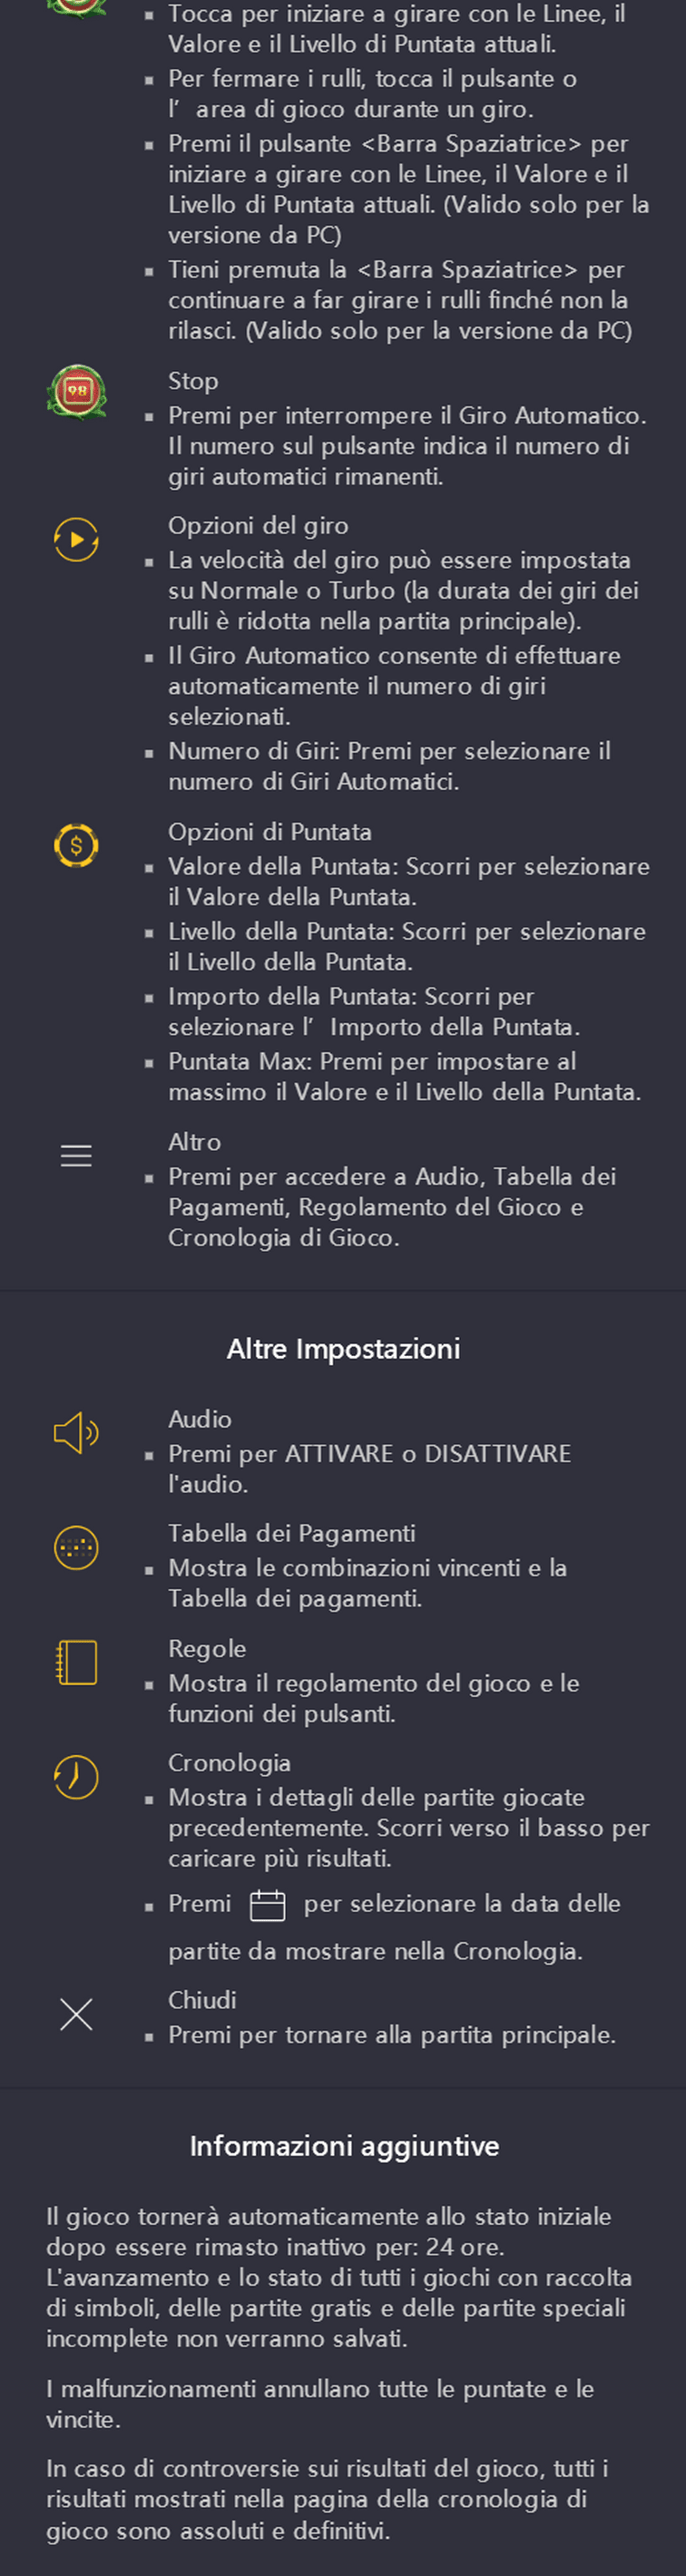 Tocca per iniziare a girare con le Linee, il
Valore e il Livello di Puntata attuali.
Per fermare i rulli, tocca il pulsante o
l’area di gioco durante un giro.
Premi il pulsante <Barra Spaziatrice> per
iniziare a girare con le Linee, il Valore e il
Livello di Puntata attuali. (Valido solo per la
versione da PC)
Tieni premuta la <Barra Spaziatrice> per
continuare a far girare i rulli finché non la
rilasci. (Valido solo per la versione da PC)
98
Stop
Premi per interrompere il Giro Automatico.
Il numero sul pulsante indica il numero di
giri automatici rimanenti.
Opzioni del giro
La velocità del giro può essere impostata
su Normale o Turbo (la durata dei giri dei
rulli è ridotta nella partita principale).
Il Giro Automatico consente di effettuare
automaticamente il numero di giri
selezionati.
Numero di Giri: Premi per selezionare il
numero di Giri Automatici.
$
Opzioni di Puntata
Valore della Puntata: Scorri per selezionare
il Valore della Puntata.
Livello della Puntata: Scorri per selezionare
il Livello della Puntata.
Importo della Puntata: Scorri per
selezionare l’Importo della Puntata.
Puntata Max: Premi per impostare al
massimo il Valore e il Livello della Puntata.
Altro
Premi per accedere a Audio, Tabella dei
Pagamenti, Regolamento del Gioco e
Cronologia di Gioco.
Altre Impostazioni
Audio
Premi per ATTIVARE o DISATTIVARE
l'audio.
Tabella dei Pagamenti
Mostra le combinazioni vincenti e la
Tabella dei pagamenti.
Regole
Mostra il regolamento del gioco e le
funzioni dei pulsanti.
Cronologia
Mostra i dettagli delle partite giocate
precedentemente. Scorri verso il basso per
caricare più risultati.
Premi per selezionare la data delle
partite da mostrare nella Cronologia.
Chiudi
Premi per tornare alla partita principale.
Informazioni aggiuntive
Il gioco tornerà automaticamente allo stato iniziale
dopo essere rimasto inattivo per: 24 ore.
L'avanzamento e lo stato di tutti i giochi con raccolta
di simboli, delle partite gratis e delle partite speciali
incomplete non verranno salvati.
I malfunzionamenti annullano tutte le puntate e le
vincite.
In caso di controversie sui risultati del gioco, tutti i
risultati mostrati nella pagina della cronologia di
gioco sono assoluti e definitivi.